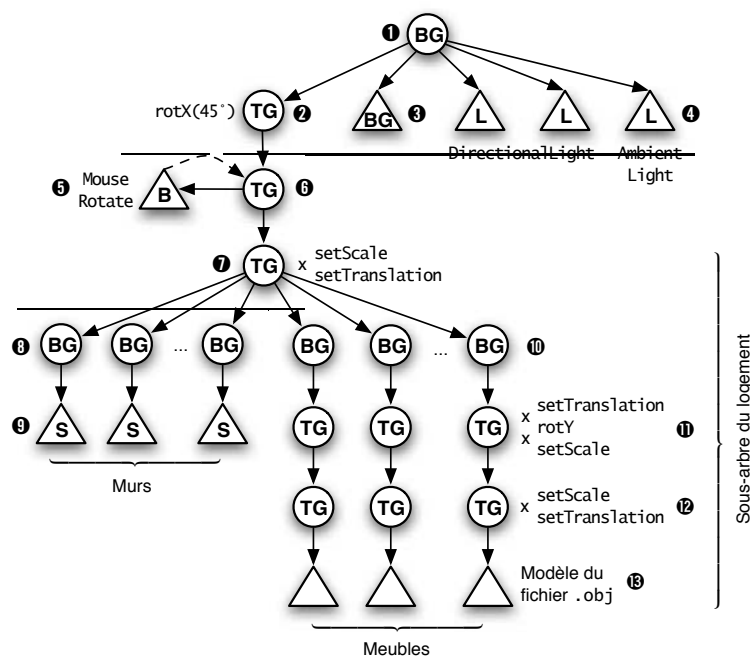 ❶ BG
rotX(45°) TG ❷ BG ❸ L L L ❹
DirectionalLight Ambient
Light
❺ Mouse
Rotate B TG ❻
❼ TG x setScale
setTranslation
❽ BG BG ... BG BG BG ... BG ❿
❾ S S S TG TG TG x setTranslation
rotY ⓫
x setScale
Murs
TG TG TG x setScale ⓬
setTranslation
Modèle du ⓭
fichier .obj
Meubles
Sous-arbre du logement